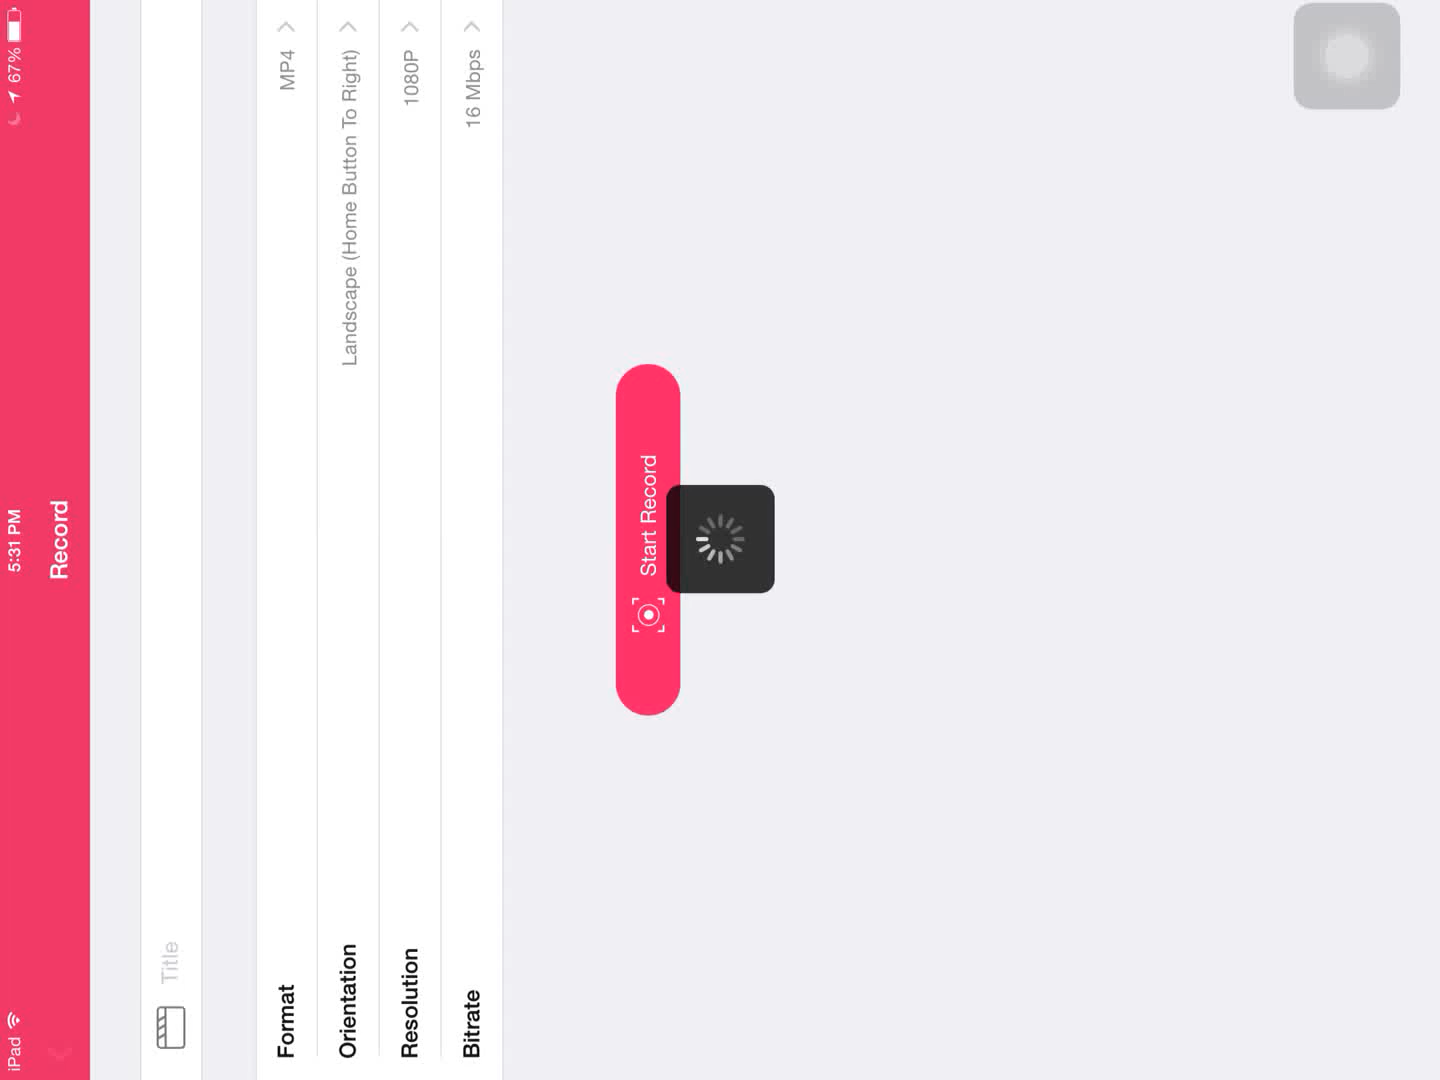 iPad
5:31 PM
67%
Record
Title
Format
MP4
Orientation
Landscape (Home Button To Right)
Resolution
1080P
Bitrate
16 Mbps
Start Record